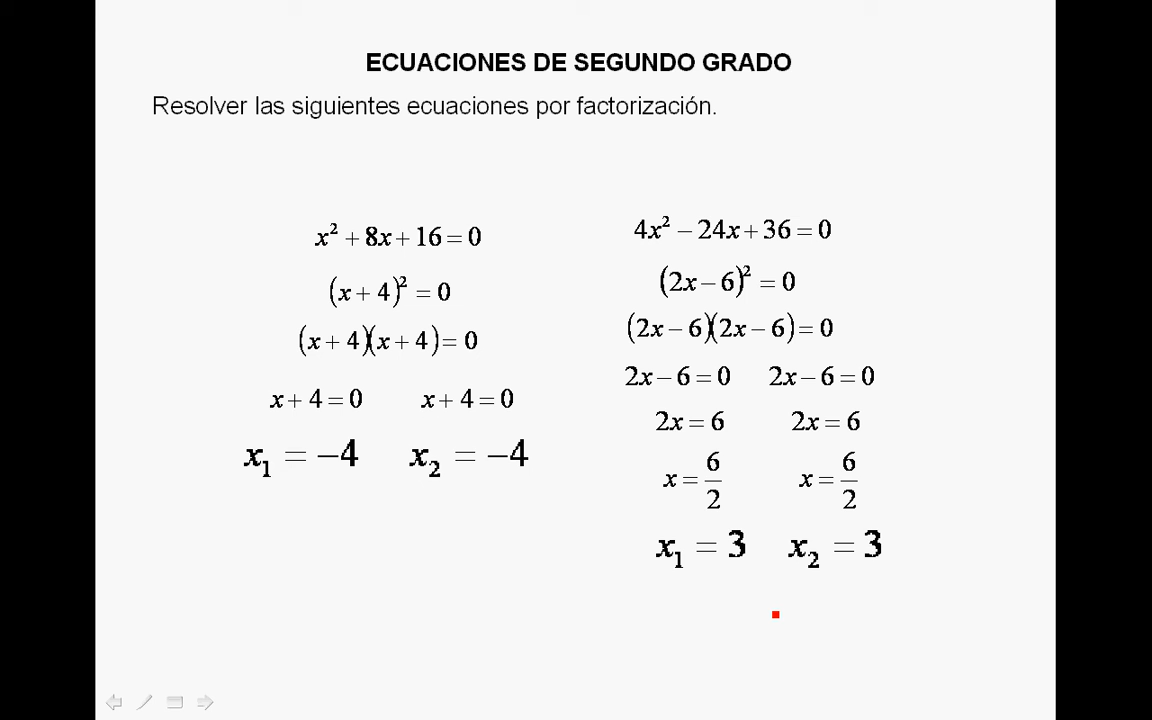 ECUACIONES DE SEGUNDO GRADO
Resolver las siguientes ecuaciones por factorización.
x² + 8x + 16 = 0
(x + 4)² = 0
(x + 4)(x + 4) = 0
x + 4 = 0 x + 4 = 0
x₁ = −4 x₂ = −4
4x² − 24x + 36 = 0
(2x − 6)² = 0
(2x − 6)(2x − 6) = 0
2x − 6 = 0 2x − 6 = 0
2x = 6 2x = 6
x = 6/2 x = 6/2
x₁ = 3 x₂ = 3